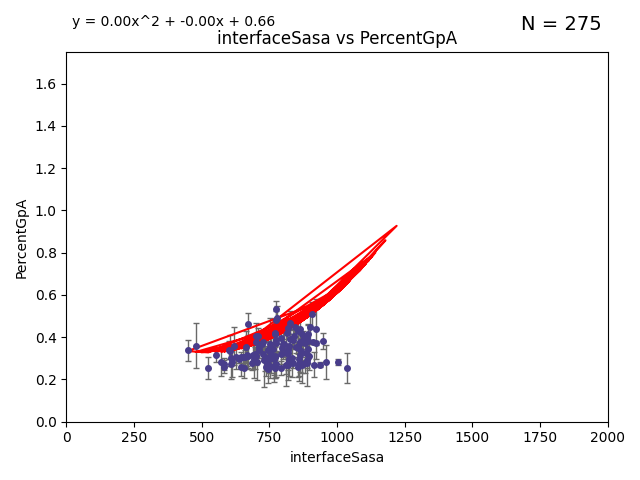 y = 0.00x^2 + -0.00x + 0.66
N = 275
interfaceSasa vs PercentGpA
PercentGpA
1.6
1.4
1.2
1.0
0.8
0.6
0.4
0.2
0.0
0 250 500 750 1000 1250 1500 1750 2000
interfaceSasa